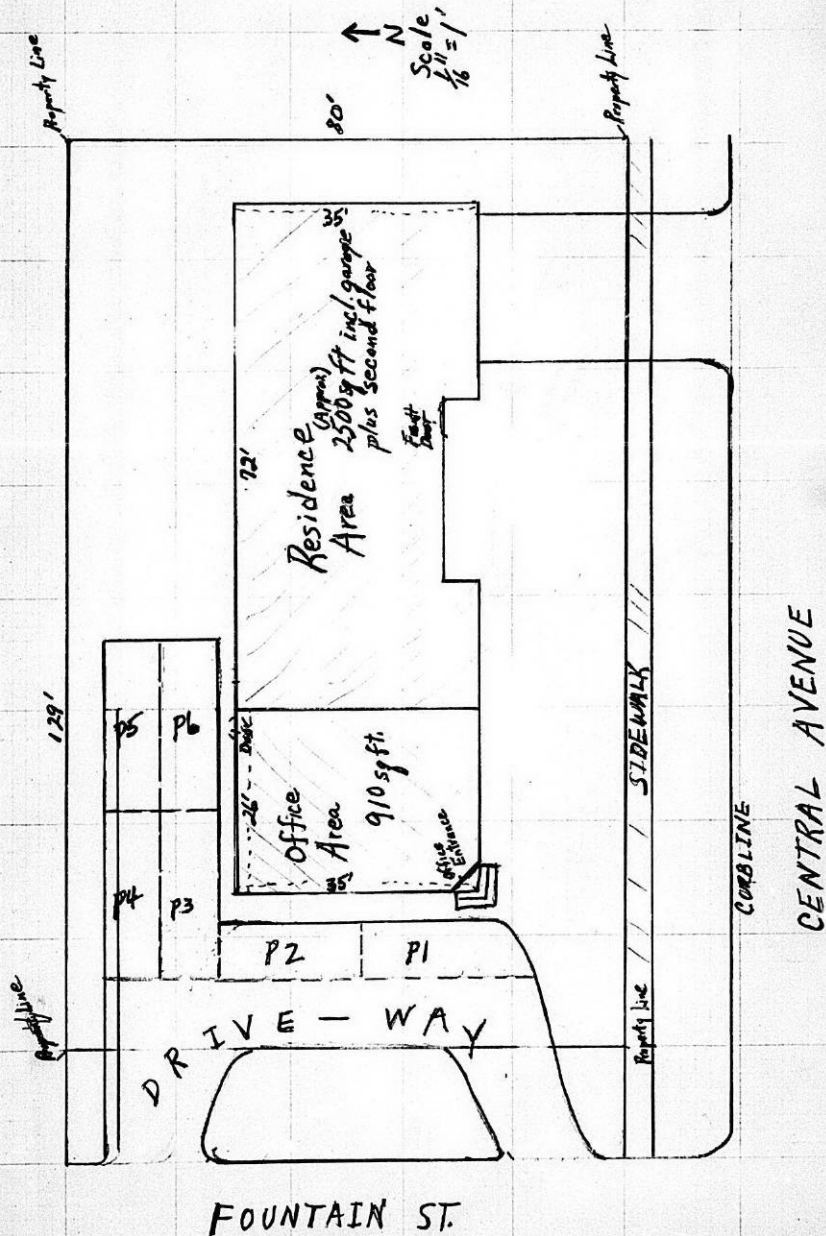 Property Line
N
Scale
1/16" = 1'
80'
Property Line
35'
Residence
Area
(Approx)
2500 sq ft incl. garage
plus second floor
72'
Front
Door
129'
P5
P6
P4
P3
Door
26'
Office
Area
910 sq ft.
35'
Office
Entrance
P2
P1
Property Line
DRIVE-WAY
Property Line
SIDEWALK
CURBLINE
CENTRAL AVENUE
FOUNTAIN ST.